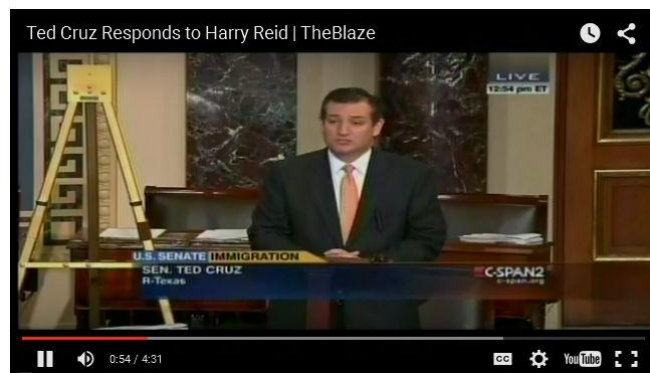 Ted Cruz Responds to Harry Reid | TheBlaze
LIVE
12:54 pm ET
U.S. SENATE IMMIGRATION
SEN. TED CRUZ
R-Texas
C-SPAN2
c-span.org
0:54 / 4:31
CC
YouTube